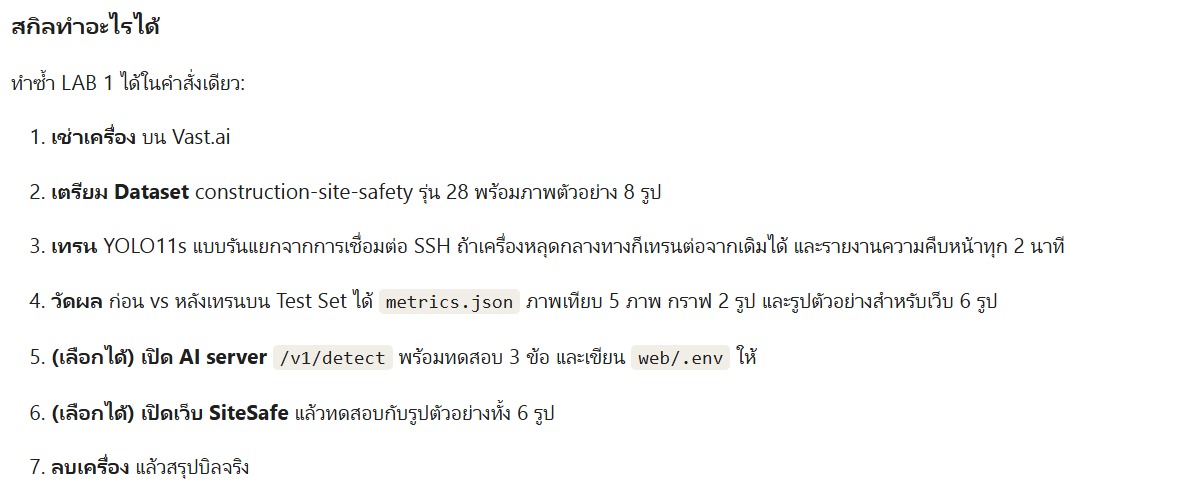 สกิลทำอะไรได้
ทำซ้ำ LAB 1 ได้ในคำสั่งเดียว:
1. เช่าเครื่อง บน Vast.ai
2. เตรียม Dataset construction-site-safety รุ่น 28 พร้อมภาพตัวอย่าง 8 รูป
3. เทรน YOLO11s แบบรันแยกจากการเชื่อมต่อ SSH ถ้าเครื่องหลุดกลางทางก็เทรนต่อจากเดิมได้ และรายงานความคืบหน้าทุก 2 นาที
4. วัดผล ก่อน vs หลังเทรนบน Test Set ได้ metrics.json ภาพเทียบ 5 ภาพ กราฟ 2 รูป และรูปตัวอย่างสำหรับเว็บ 6 รูป
5. (เลือกได้) เปิด AI server /v1/detect พร้อมทดสอบ 3 ข้อ และเขียน web/.env ให้
6. (เลือกได้) เปิดเว็บ SiteSafe แล้วทดสอบกับรูปตัวอย่างทั้ง 6 รูป
7. ลบเครื่อง แล้วสรุปบิลจริง